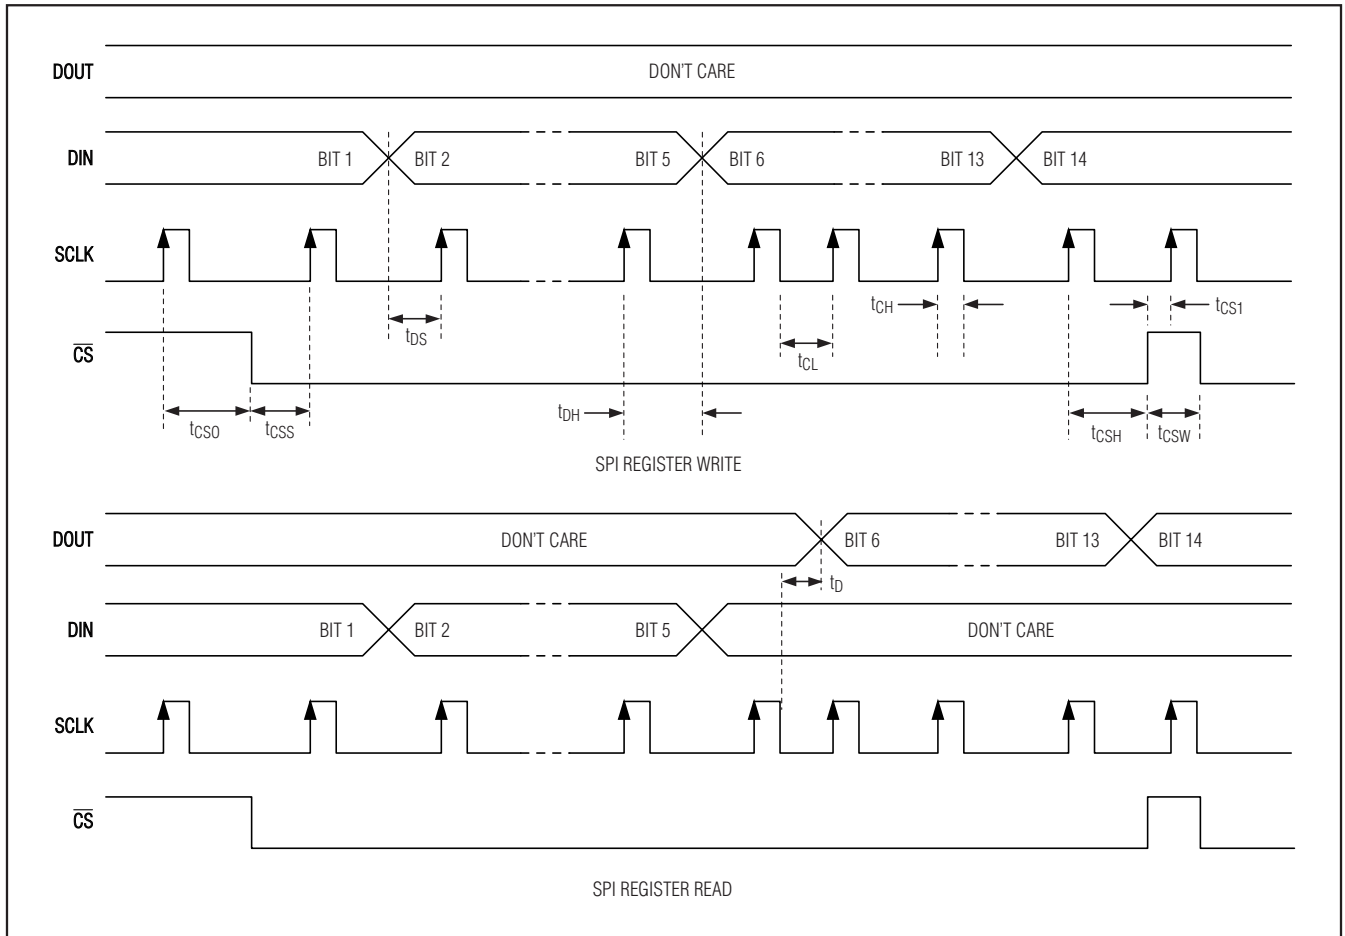 DOUT DON'T CARE
DIN BIT 1 BIT 2 BIT 5 BIT 6 BIT 13 BIT 14
SCLK
tCH tCS1
tDS
CS
tCL
tDH
tCSO tCSS tCSH tCSW
SPI REGISTER WRITE
DOUT DON'T CARE BIT 6 BIT 13 BIT 14
tD
DIN BIT 1 BIT 2 BIT 5 DON'T CARE
SCLK
CS
SPI REGISTER READ